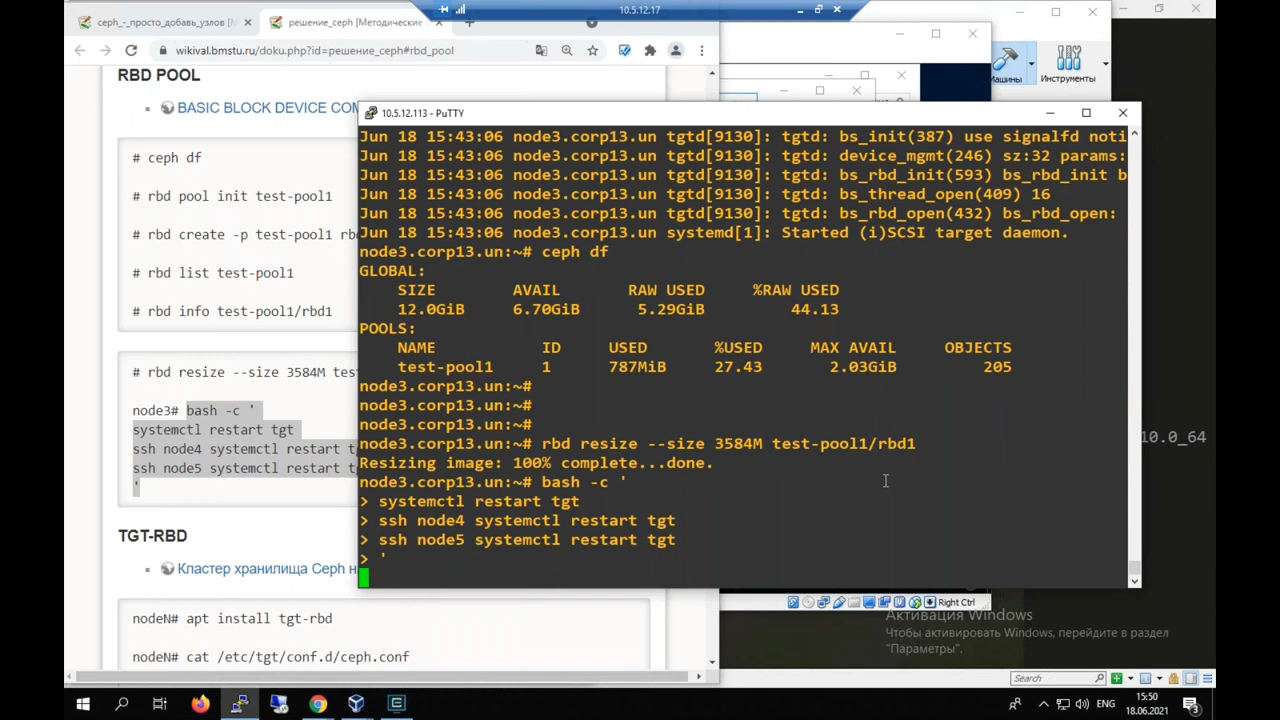 ceph_-_просто_добавь_узлов [М
решение_ceph [Методические
10.5.12.17
wikival.bmstu.ru/doku.php?id=решение_ceph#rbd_pool
Машины
Инструменты
RBD POOL
BASIC BLOCK DEVICE COM
# ceph df
# rbd pool init test-pool1
# rbd create -p test-pool1 rb
# rbd list test-pool1
# rbd info test-pool1/rbd1
# rbd resize --size 3584M tes
node3# bash -c '
systemctl restart tgt
ssh node4 systemctl restart tg
ssh node5 systemctl restart tg
'
TGT-RBD
Кластер хранилища Ceph н
nodeN# apt install tgt-rbd
nodeN# cat /etc/tgt/conf.d/ceph.conf
10.5.12.113 - PuTTY
Jun 18 15:43:06 node3.corp13.un tgtd[9130]: tgtd: bs_init(387) use signalfd noti
Jun 18 15:43:06 node3.corp13.un tgtd[9130]: tgtd: device_mgmt(246) sz:32 params:
Jun 18 15:43:06 node3.corp13.un tgtd[9130]: tgtd: bs_rbd_init(593) bs_rbd_init b
Jun 18 15:43:06 node3.corp13.un tgtd[9130]: tgtd: bs_thread_open(409) 16
Jun 18 15:43:06 node3.corp13.un tgtd[9130]: tgtd: bs_rbd_open(432) bs_rbd_open:
Jun 18 15:43:06 node3.corp13.un systemd[1]: Started (i)SCSI target daemon.
node3.corp13.un:~# ceph df
GLOBAL:
SIZE AVAIL RAW USED %RAW USED
12.0GiB 6.70GiB 5.29GiB 44.13
POOLS:
NAME ID USED %USED MAX AVAIL OBJECTS
test-pool1 1 787MiB 27.43 2.03GiB 205
node3.corp13.un:~#
node3.corp13.un:~#
node3.corp13.un:~#
node3.corp13.un:~# rbd resize --size 3584M test-pool1/rbd1
Resizing image: 100% complete...done.
node3.corp13.un:~# bash -c '
> systemctl restart tgt
> ssh node4 systemctl restart tgt
> ssh node5 systemctl restart tgt
> '
10.0_64
Right Ctrl
Активация Windows
Чтобы активировать Windows, перейдите в раздел
"Параметры".
Search
ENG
15:50
18.06.2021
3